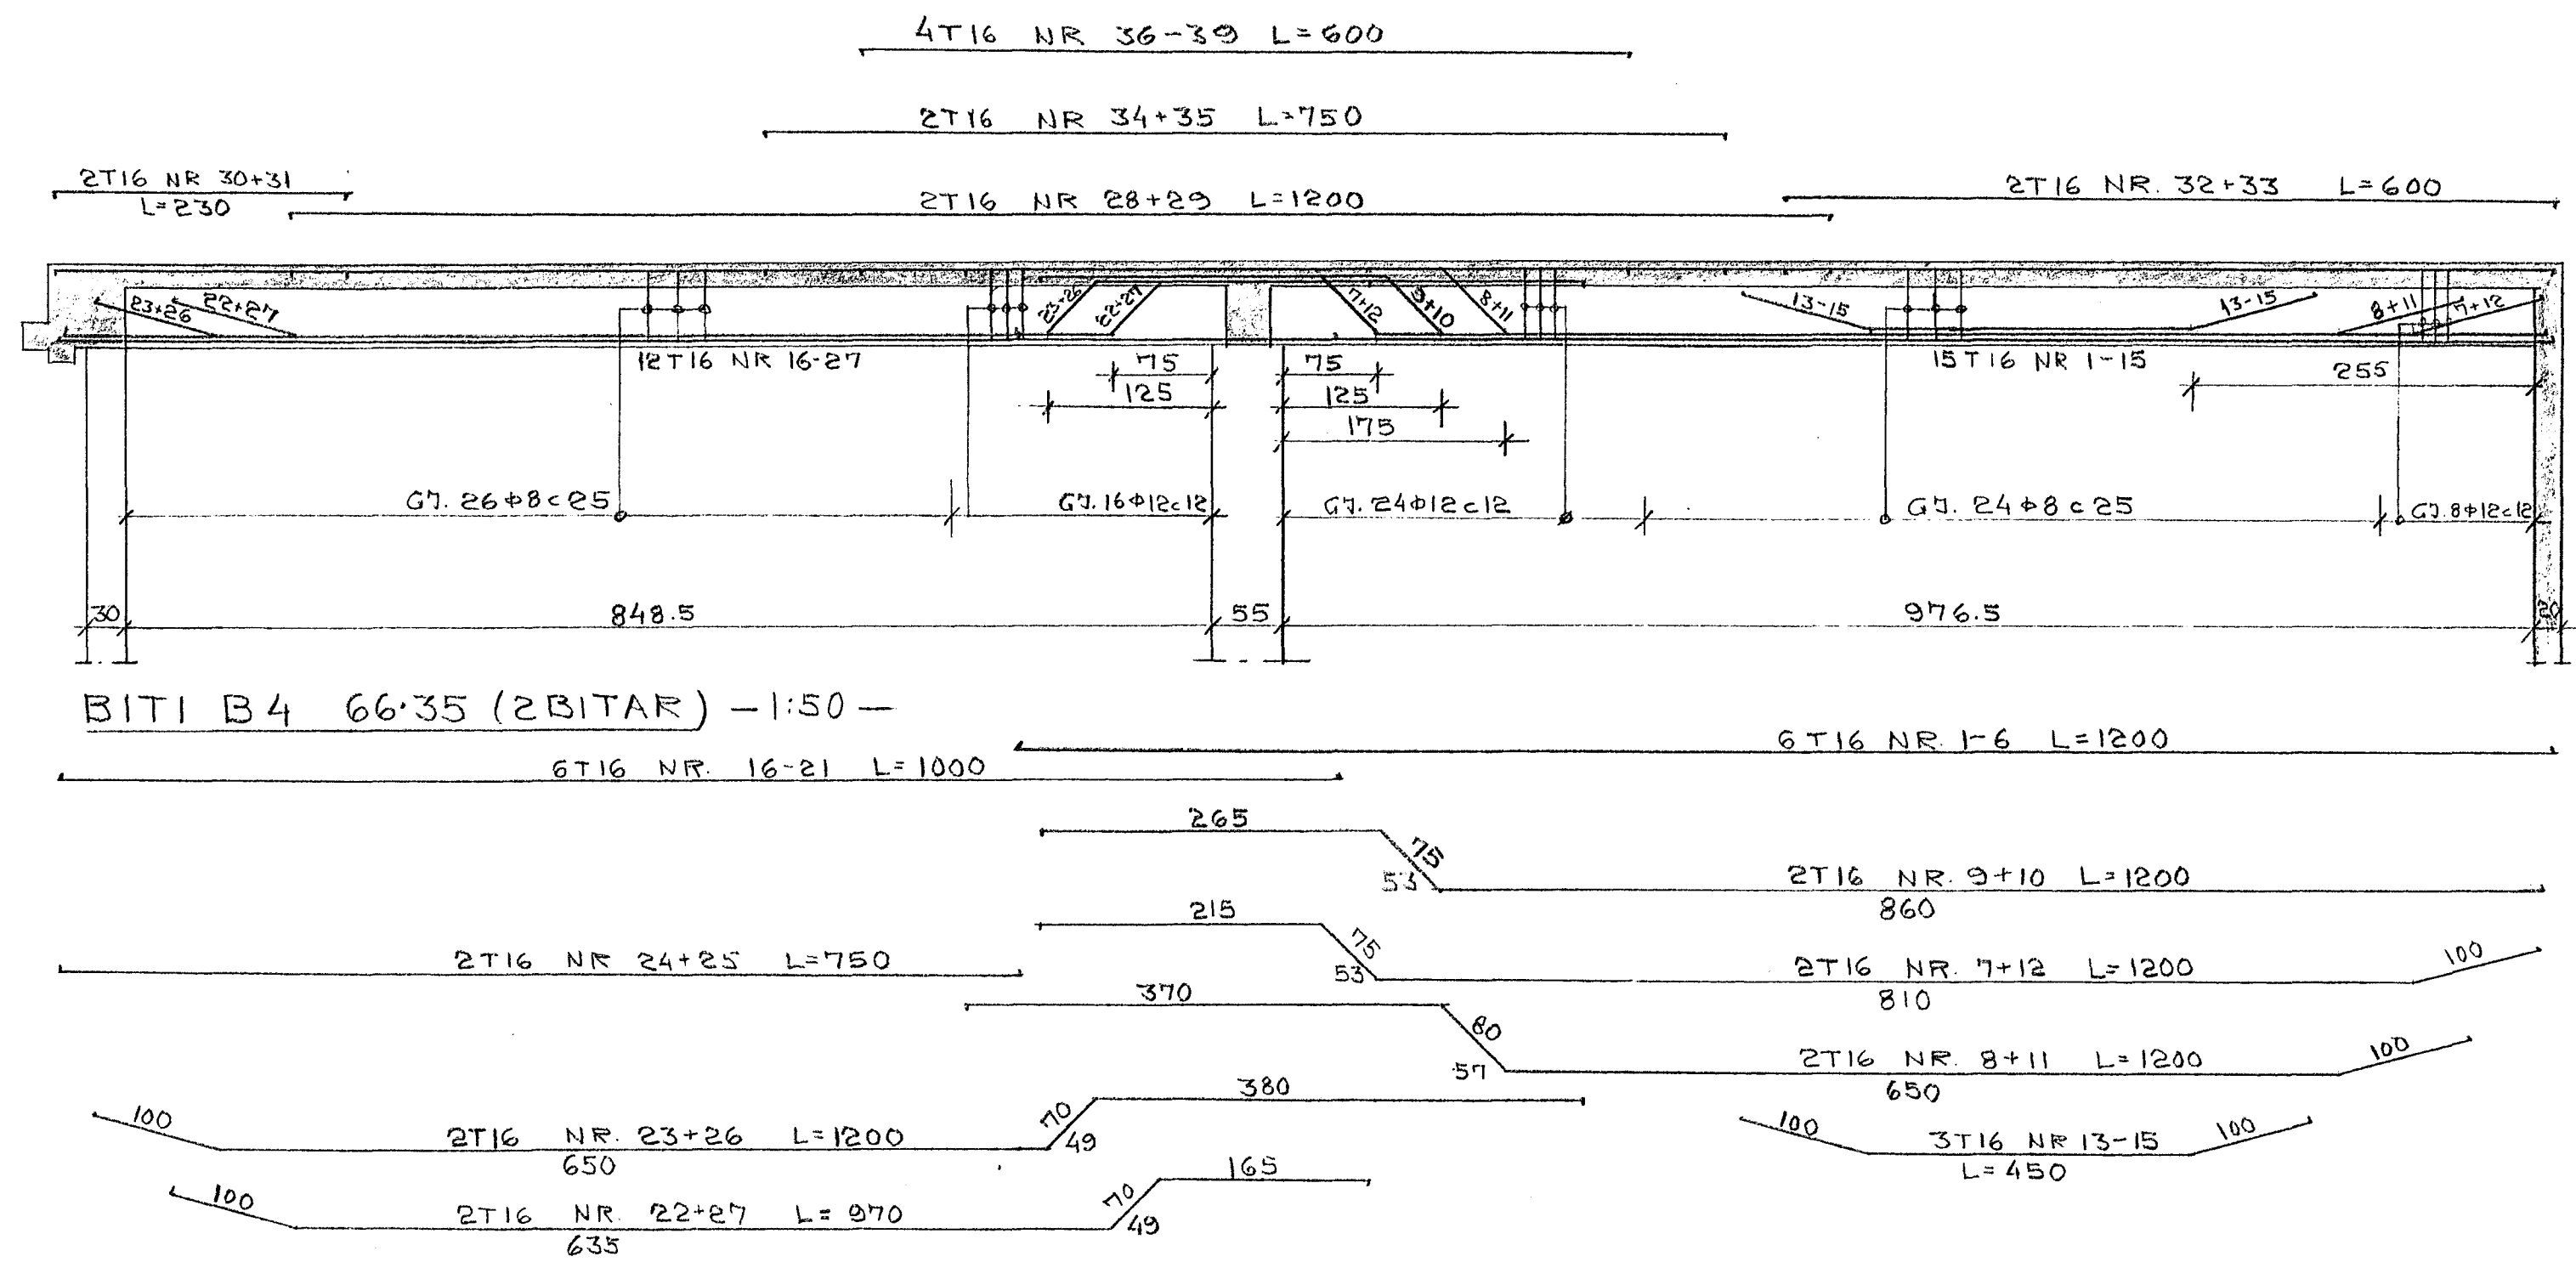 4T16 NR 36-39 L=600
2T16 NR 34+35 L=750
2T16 NR 30+31
L=230
2T16 NR 28+29 L=1200
2T16 NR. 32+33 L=600
23+26
22+27
23+26
22+27
7+12
9+10
8+11
13-15
13-15
8+11
7+12
12T16 NR 16-27
15T16 NR 1-15
75
75
255
125
125
175
GJ. 26Φ8c25
GJ. 16Φ12c12
GJ. 24Φ12c12
GJ. 24Φ8c25
GJ. 8Φ12c12
30
848.5
55
976.5
20
BITI B4 66·35 (2BITAR) -1:50-
6T16 NR. 1-6 L=1200
6T16 NR. 16-21 L=1000
265
75
53
2T16 NR. 9+10 L=1200
860
215
75
53
2T16 NR. 7+12 L=1200
100
810
2T16 NR 24+25 L=750
370
80
57
2T16 NR. 8+11 L=1200
100
650
380
100
2T16 NR. 23+26 L=1200
70
49
650
100
3T16 NR 13-15
100
L=450
165
100
2T16 NR. 22+27 L=970
70
49
635